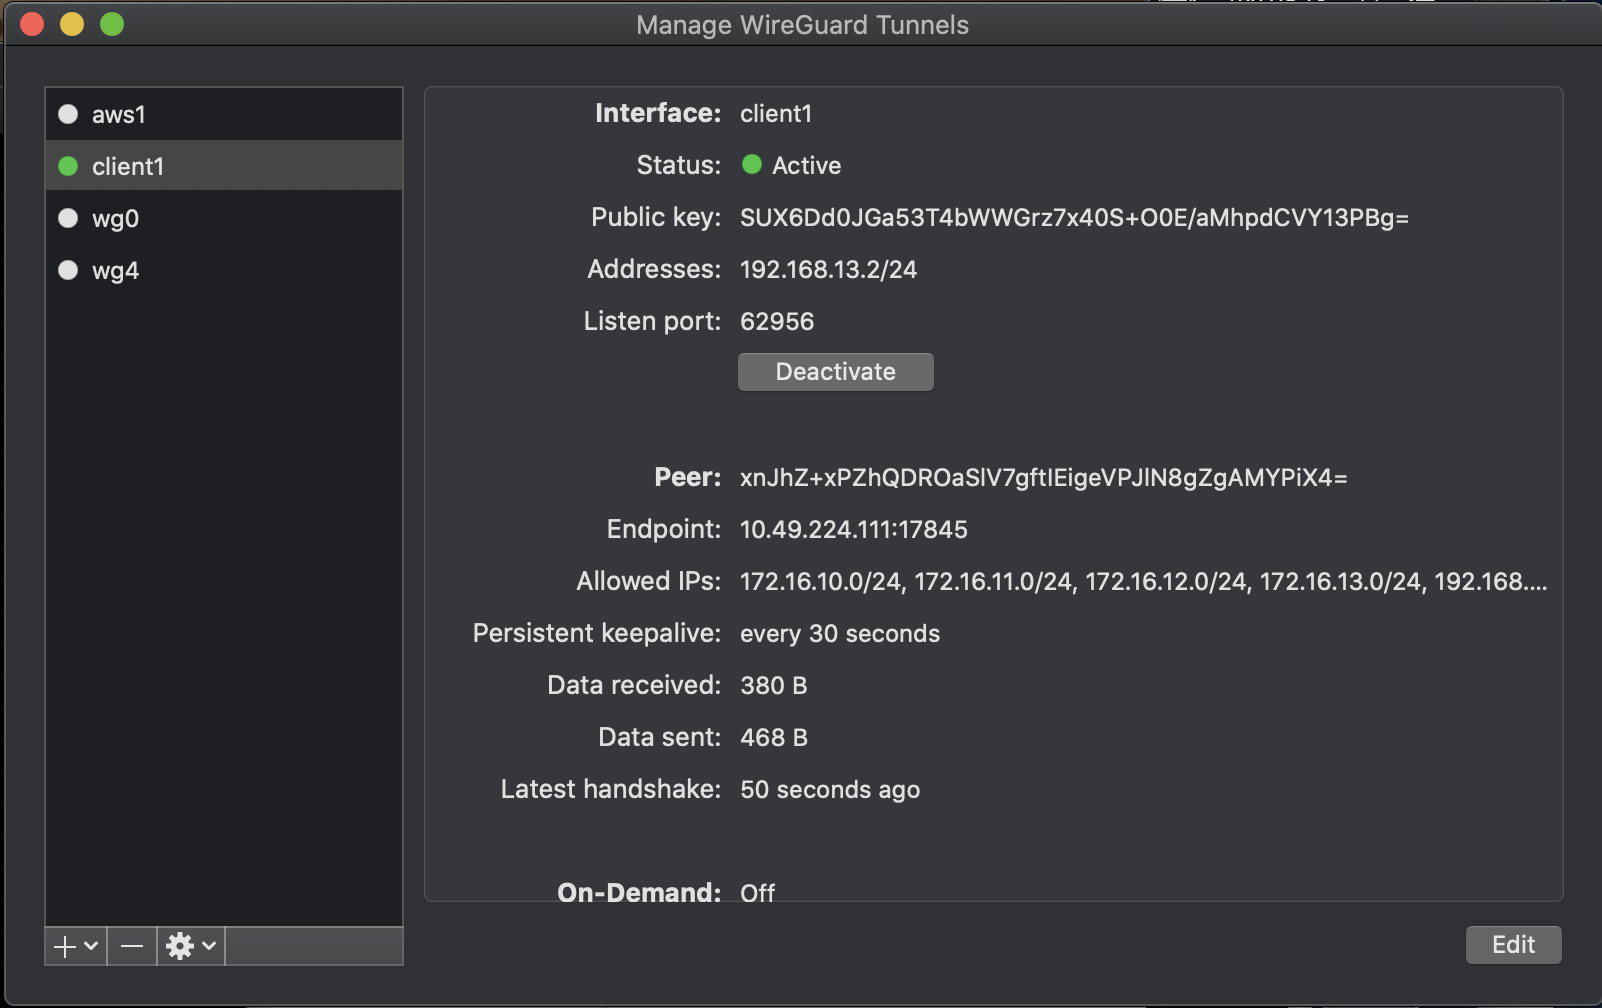 Manage WireGuard Tunnels
aws1
client1
wg0
wg4
Interface: client1
Status: Active
Public key: SUX6Dd0JGa53T4bWWGrz7x40S+O0E/aMhpdCVY13PBg=
Addresses: 192.168.13.2/24
Listen port: 62956
Deactivate
Peer: xnJhZ+xPZhQDROaSlV7gftIEigeVPJlN8gZgAMYPiX4=
Endpoint: 10.49.224.111:17845
Allowed IPs: 172.16.10.0/24, 172.16.11.0/24, 172.16.12.0/24, 172.16.13.0/24, 192.168....
Persistent keepalive: every 30 seconds
Data received: 380 B
Data sent: 468 B
Latest handshake: 50 seconds ago
On-Demand: Off
Edit